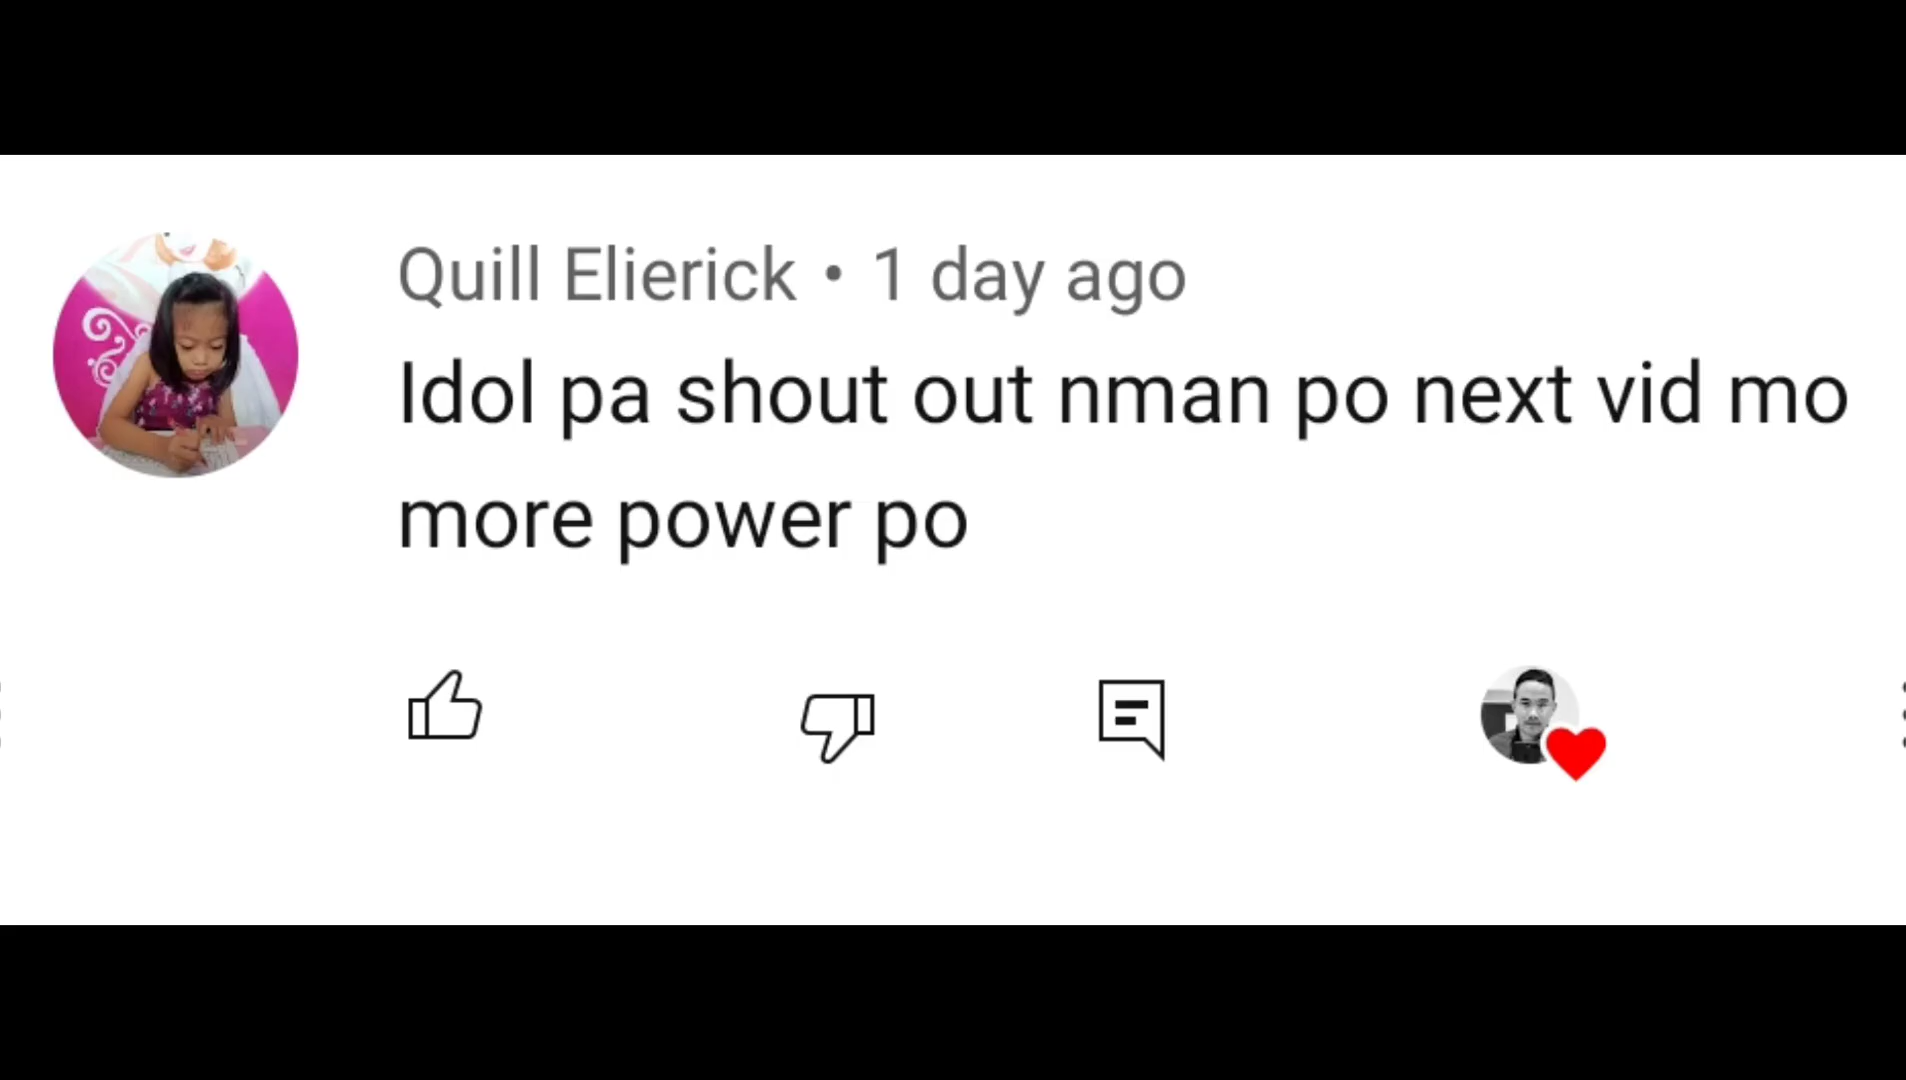 Quill Elierick • 1 day ago
Idol pa shout out nman po next vid mo
more power po